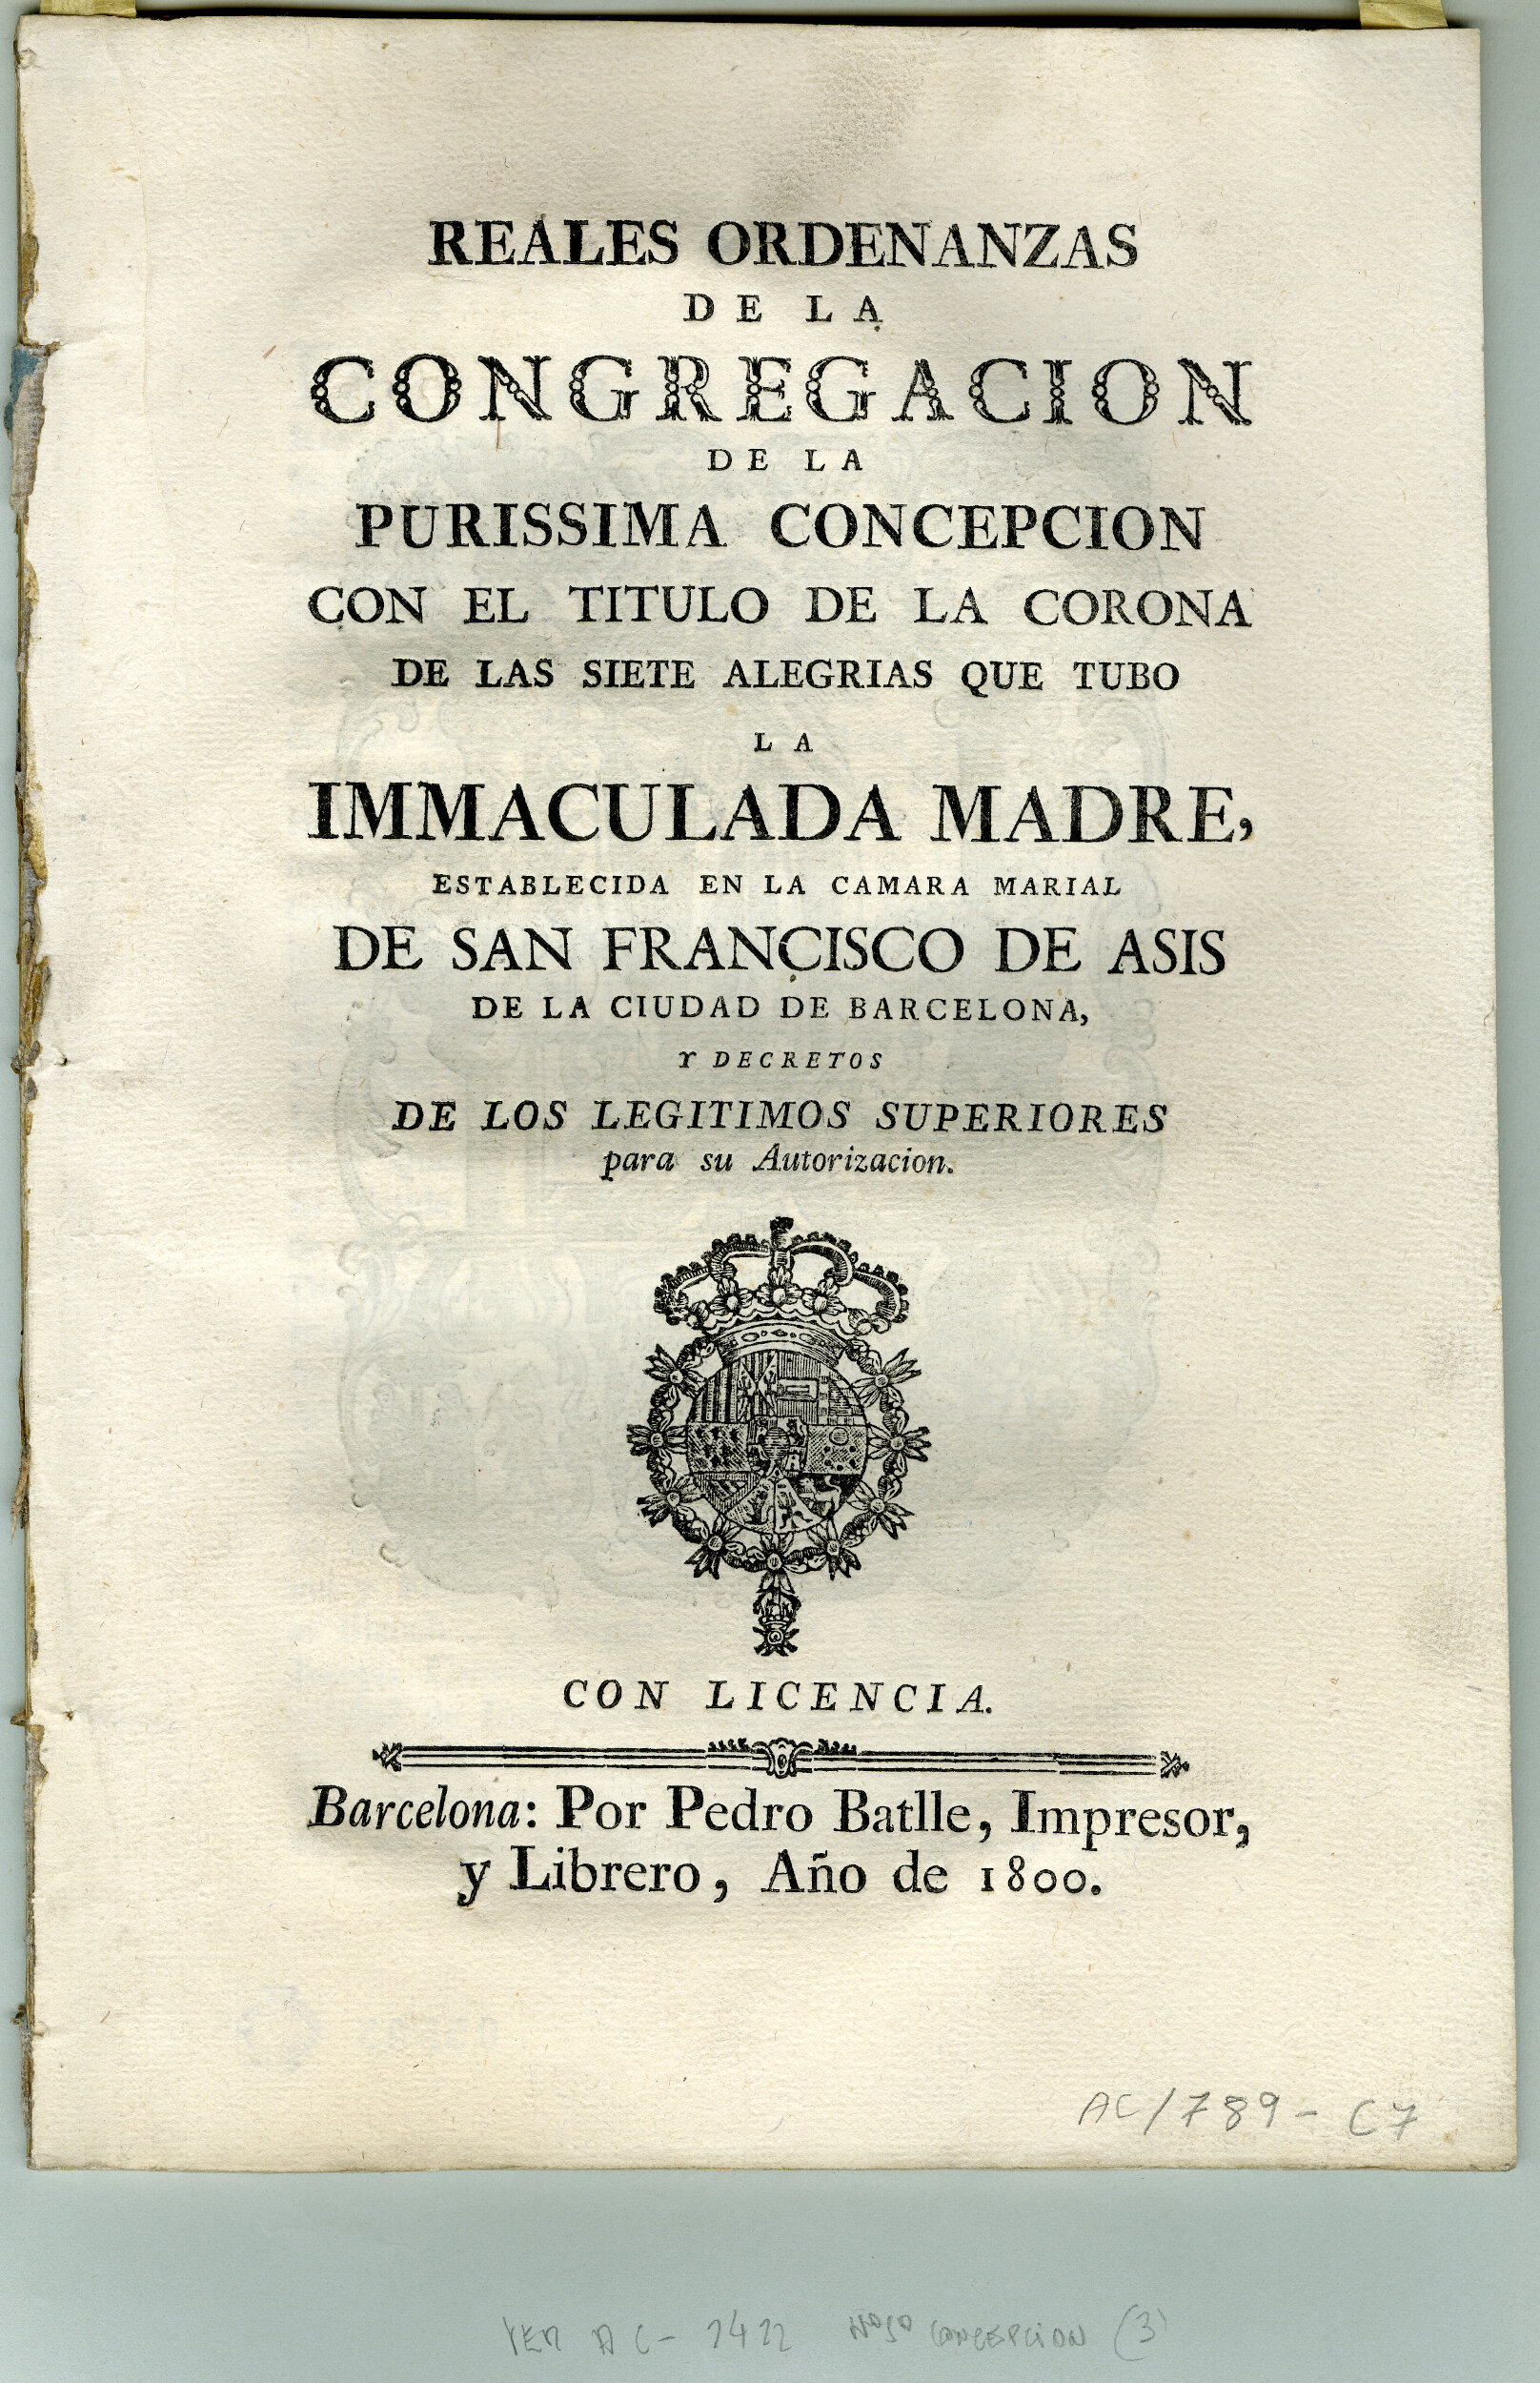 REALES ORDENANZAS
DE LA
CONGREGACION
DE LA
PURISSIMA CONCEPCION
CON EL TITULO DE LA CORONA
DE LAS SIETE ALEGRIAS QUE TUBO
LA
IMMACULADA MADRE,
ESTABLECIDA EN LA CAMARA MARIAL
DE SAN FRANCISCO DE ASIS
DE LA CIUDAD DE BARCELONA,
Y DECRETOS
DE LOS LEGITIMOS SUPERIORES
para su Autorizacion.
CON LICENCIA.
Barcelona: Por Pedro Batlle, Impresor,
y Librero, Año de 1800.
AC/789-C7
VER AC- CONCEPCION (3)